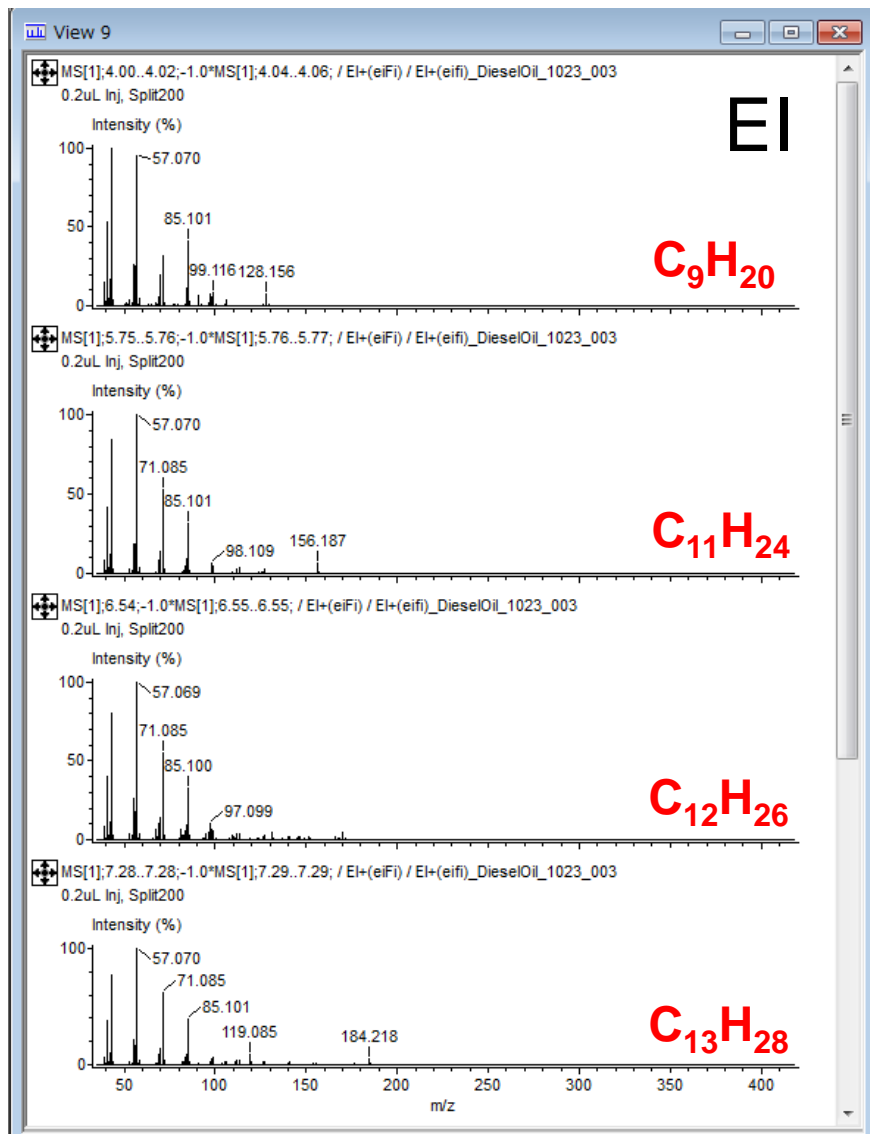 View 9
MS[1];4.00..4.02;-1.0*MS[1];4.04..4.06; / EI+(eiFi) / EI+(eifi)_DieselOil_1023_003
0.2uL Inj, Split200
EI
Intensity (%)
100
57.070
50
85.101
99.116 128.156
0
C₉H₂₀
MS[1];5.75..5.76;-1.0*MS[1];5.76..5.77; / EI+(eiFi) / EI+(eifi)_DieselOil_1023_003
0.2uL Inj, Split200
Intensity (%)
100
57.070
71.085
50
85.101
98.109
156.187
0
C₁₁H₂₄
MS[1];6.54;-1.0*MS[1];6.55..6.55; / EI+(eiFi) / EI+(eifi)_DieselOil_1023_003
0.2uL Inj, Split200
Intensity (%)
100
57.069
71.085
50
85.100
97.099
0
C₁₂H₂₆
MS[1];7.28..7.28;-1.0*MS[1];7.29..7.29; / EI+(eiFi) / EI+(eifi)_DieselOil_1023_003
0.2uL Inj, Split200
Intensity (%)
100
57.070
71.085
50
85.101
119.085
184.218
0
C₁₃H₂₈
50 100 150 200 250 300 350 400
m/z